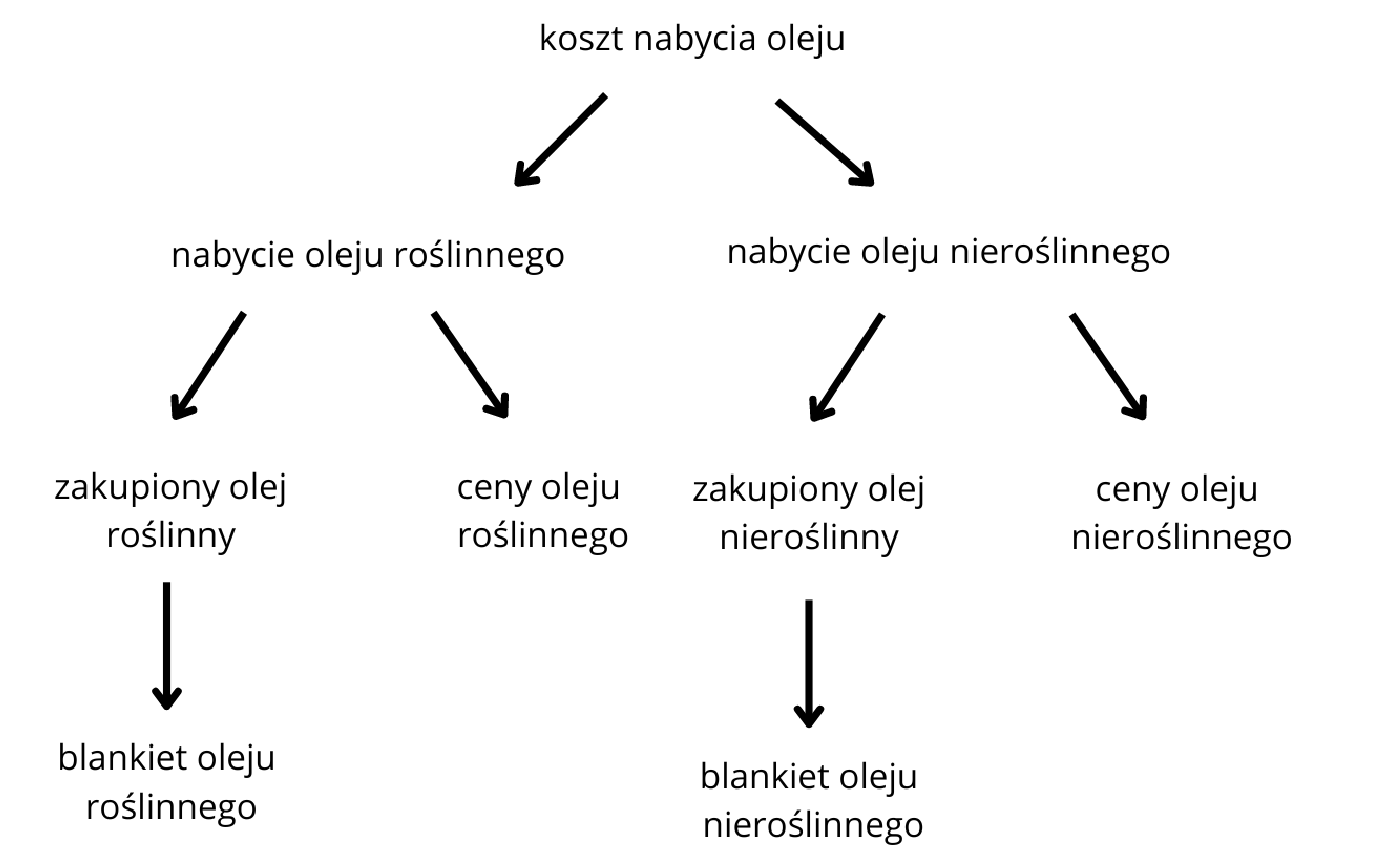 koszt nabycia oleju
nabycie oleju roślinnego
nabycie oleju nieroślinnego
zakupiony olej
roślinny
ceny oleju
roślinnego
zakupiony olej
nieroślinny
ceny oleju
nieroślinnego
blankiet oleju
roślinnego
blankiet oleju
nieroślinnego